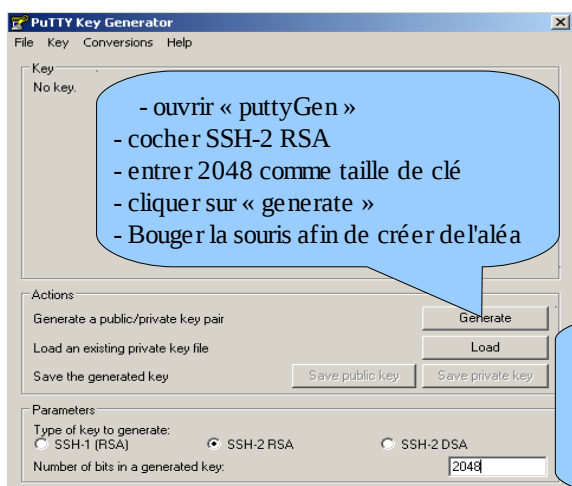 PuTTY Key Generator
File Key Conversions Help
Key
No key.
- ouvrir « puttyGen »
- cocher SSH-2 RSA
- entrer 2048 comme taille de clé
- cliquer sur « generate »
- Bouger la souris afin de créer de l'aléa
Actions
Generate a public/private key pair
Generate
Load an existing private key file
Load
Save the generated key
Save public key
Save private key
Parameters
Type of key to generate:
SSH-1 (RSA) SSH-2 RSA SSH-2 DSA
Number of bits in a generated key:
2048